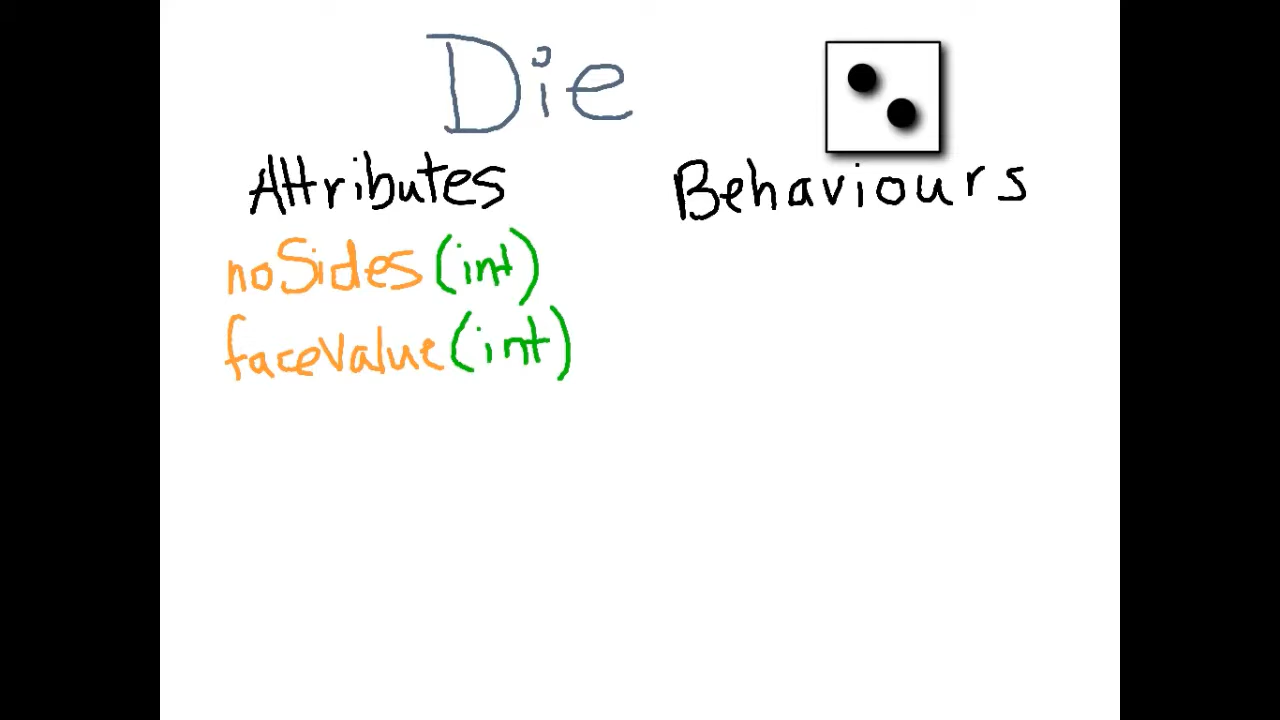 Die
Attributes
Behaviours
noSides (int)
faceValue (int)